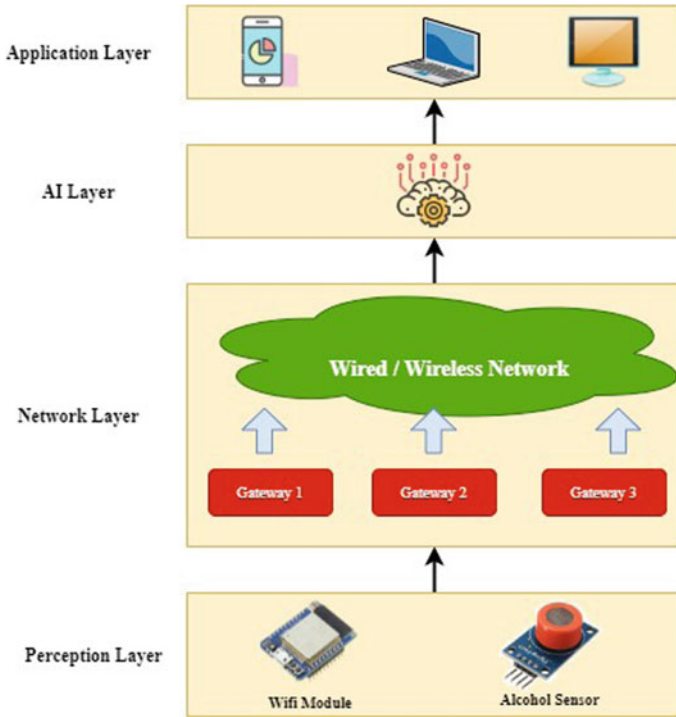 Application Layer
AI Layer
Wired / Wireless Network
Network Layer
Gateway 1
Gateway 2
Gateway 3
Perception Layer
Wifi Module
Alcohol Sensor